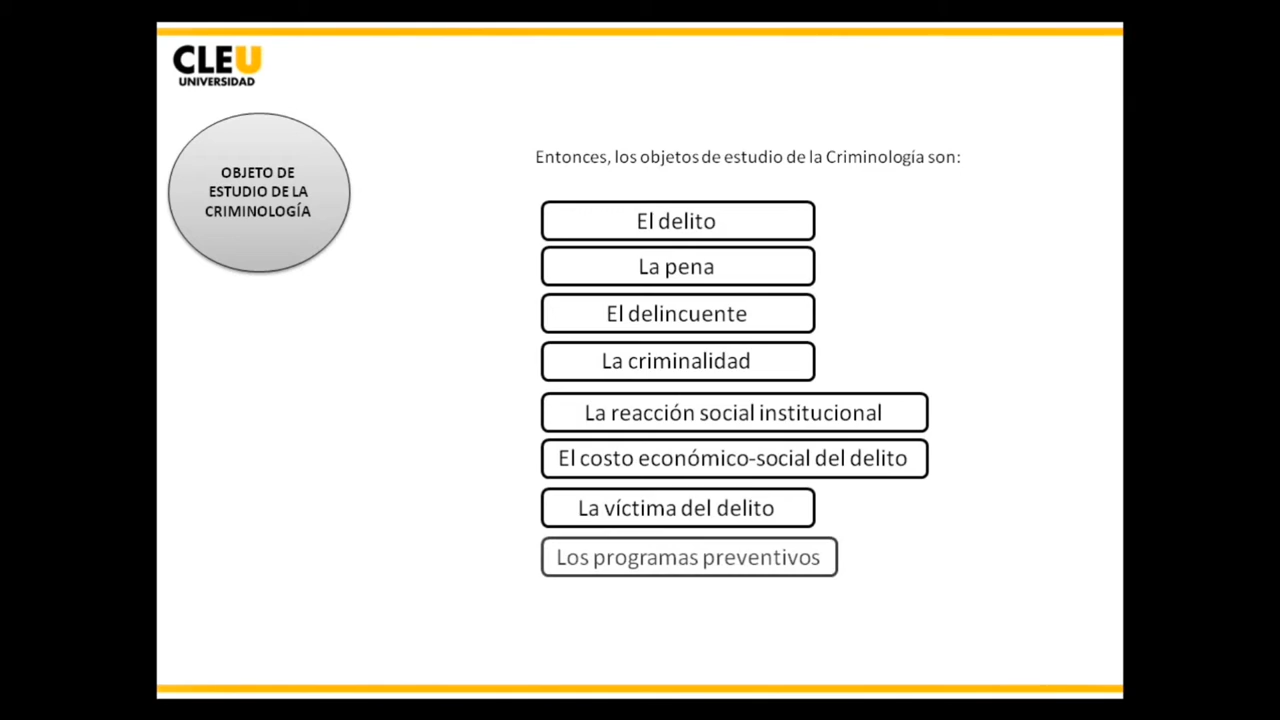 CLEU
UNIVERSIDAD
OBJETO DE
ESTUDIO DE LA
CRIMINOLOGÍA
Entonces, los objetos de estudio de la Criminología son:
El delito
La pena
El delincuente
La criminalidad
La reacción social institucional
El costo económico-social del delito
La víctima del delito
Los programas preventivos